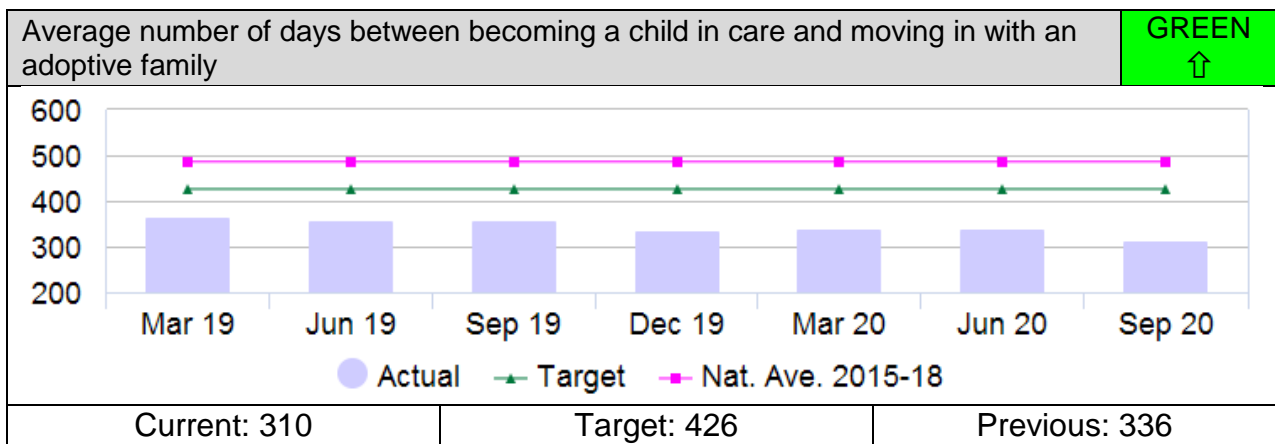 Average number of days between becoming a child in care and moving in with an
adoptive family
GREEN
⇧
600
500
400
300
200
Mar 19 Jun 19 Sep 19 Dec 19 Mar 20 Jun 20 Sep 20
Actual Target Nat. Ave. 2015-18
Current: 310 Target: 426 Previous: 336